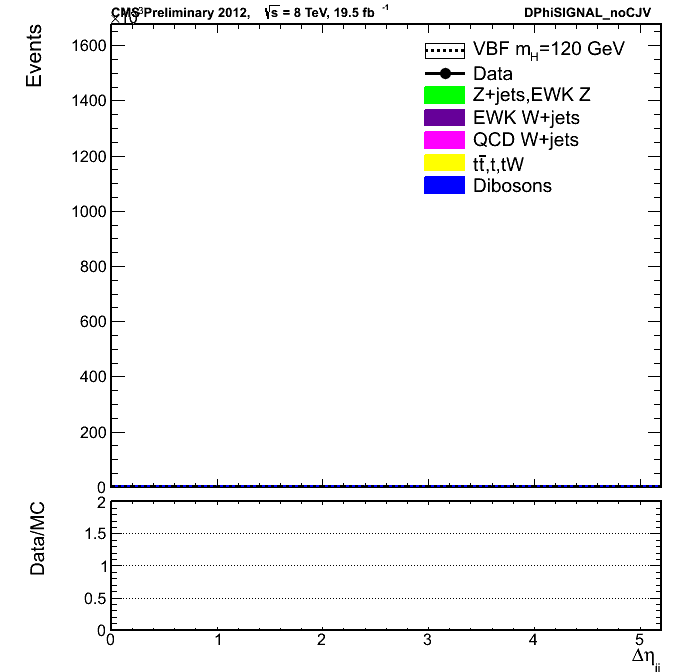 CMS Preliminary 2012, √s = 8 TeV, 19.5 fb⁻¹ DPhiSIGNAL_noCJV
×10³
Events
1600
1400
1200
1000
800
600
400
200
0
VBF m_H=120 GeV
Data
Z+jets,EWK Z
EWK W+jets
QCD W+jets
tt̄,t,tW
Dibosons
Data/MC
2
1.5
1
0.5
0
0 1 2 3 4 5
Δη_jj